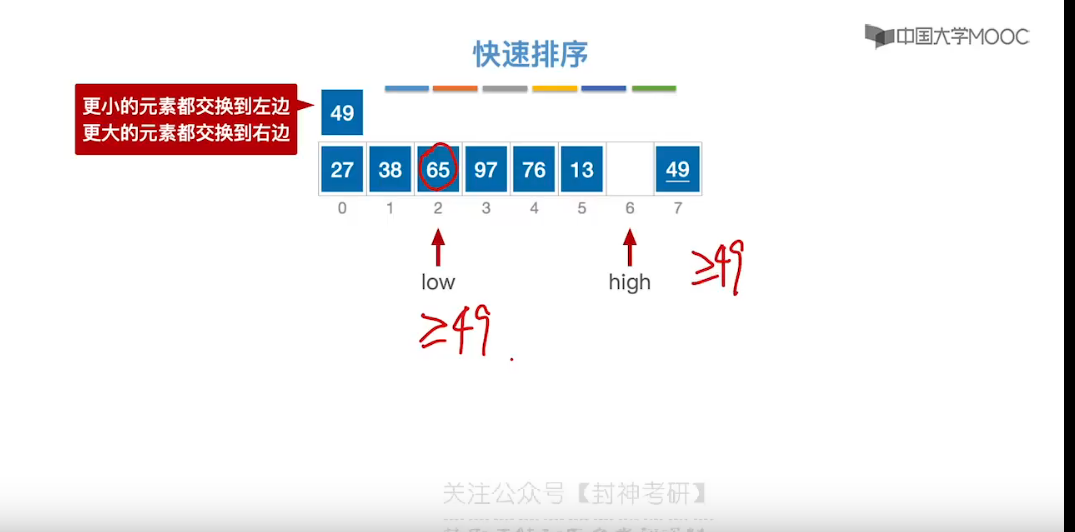 中国大学MOOC
快速排序
更小的元素都交换到左边
更大的元素都交换到右边
49
27 38 65 97 76 13 49
0 1 2 3 4 5 6 7
low high ≥49
≥49
关注公众号【封神考研】